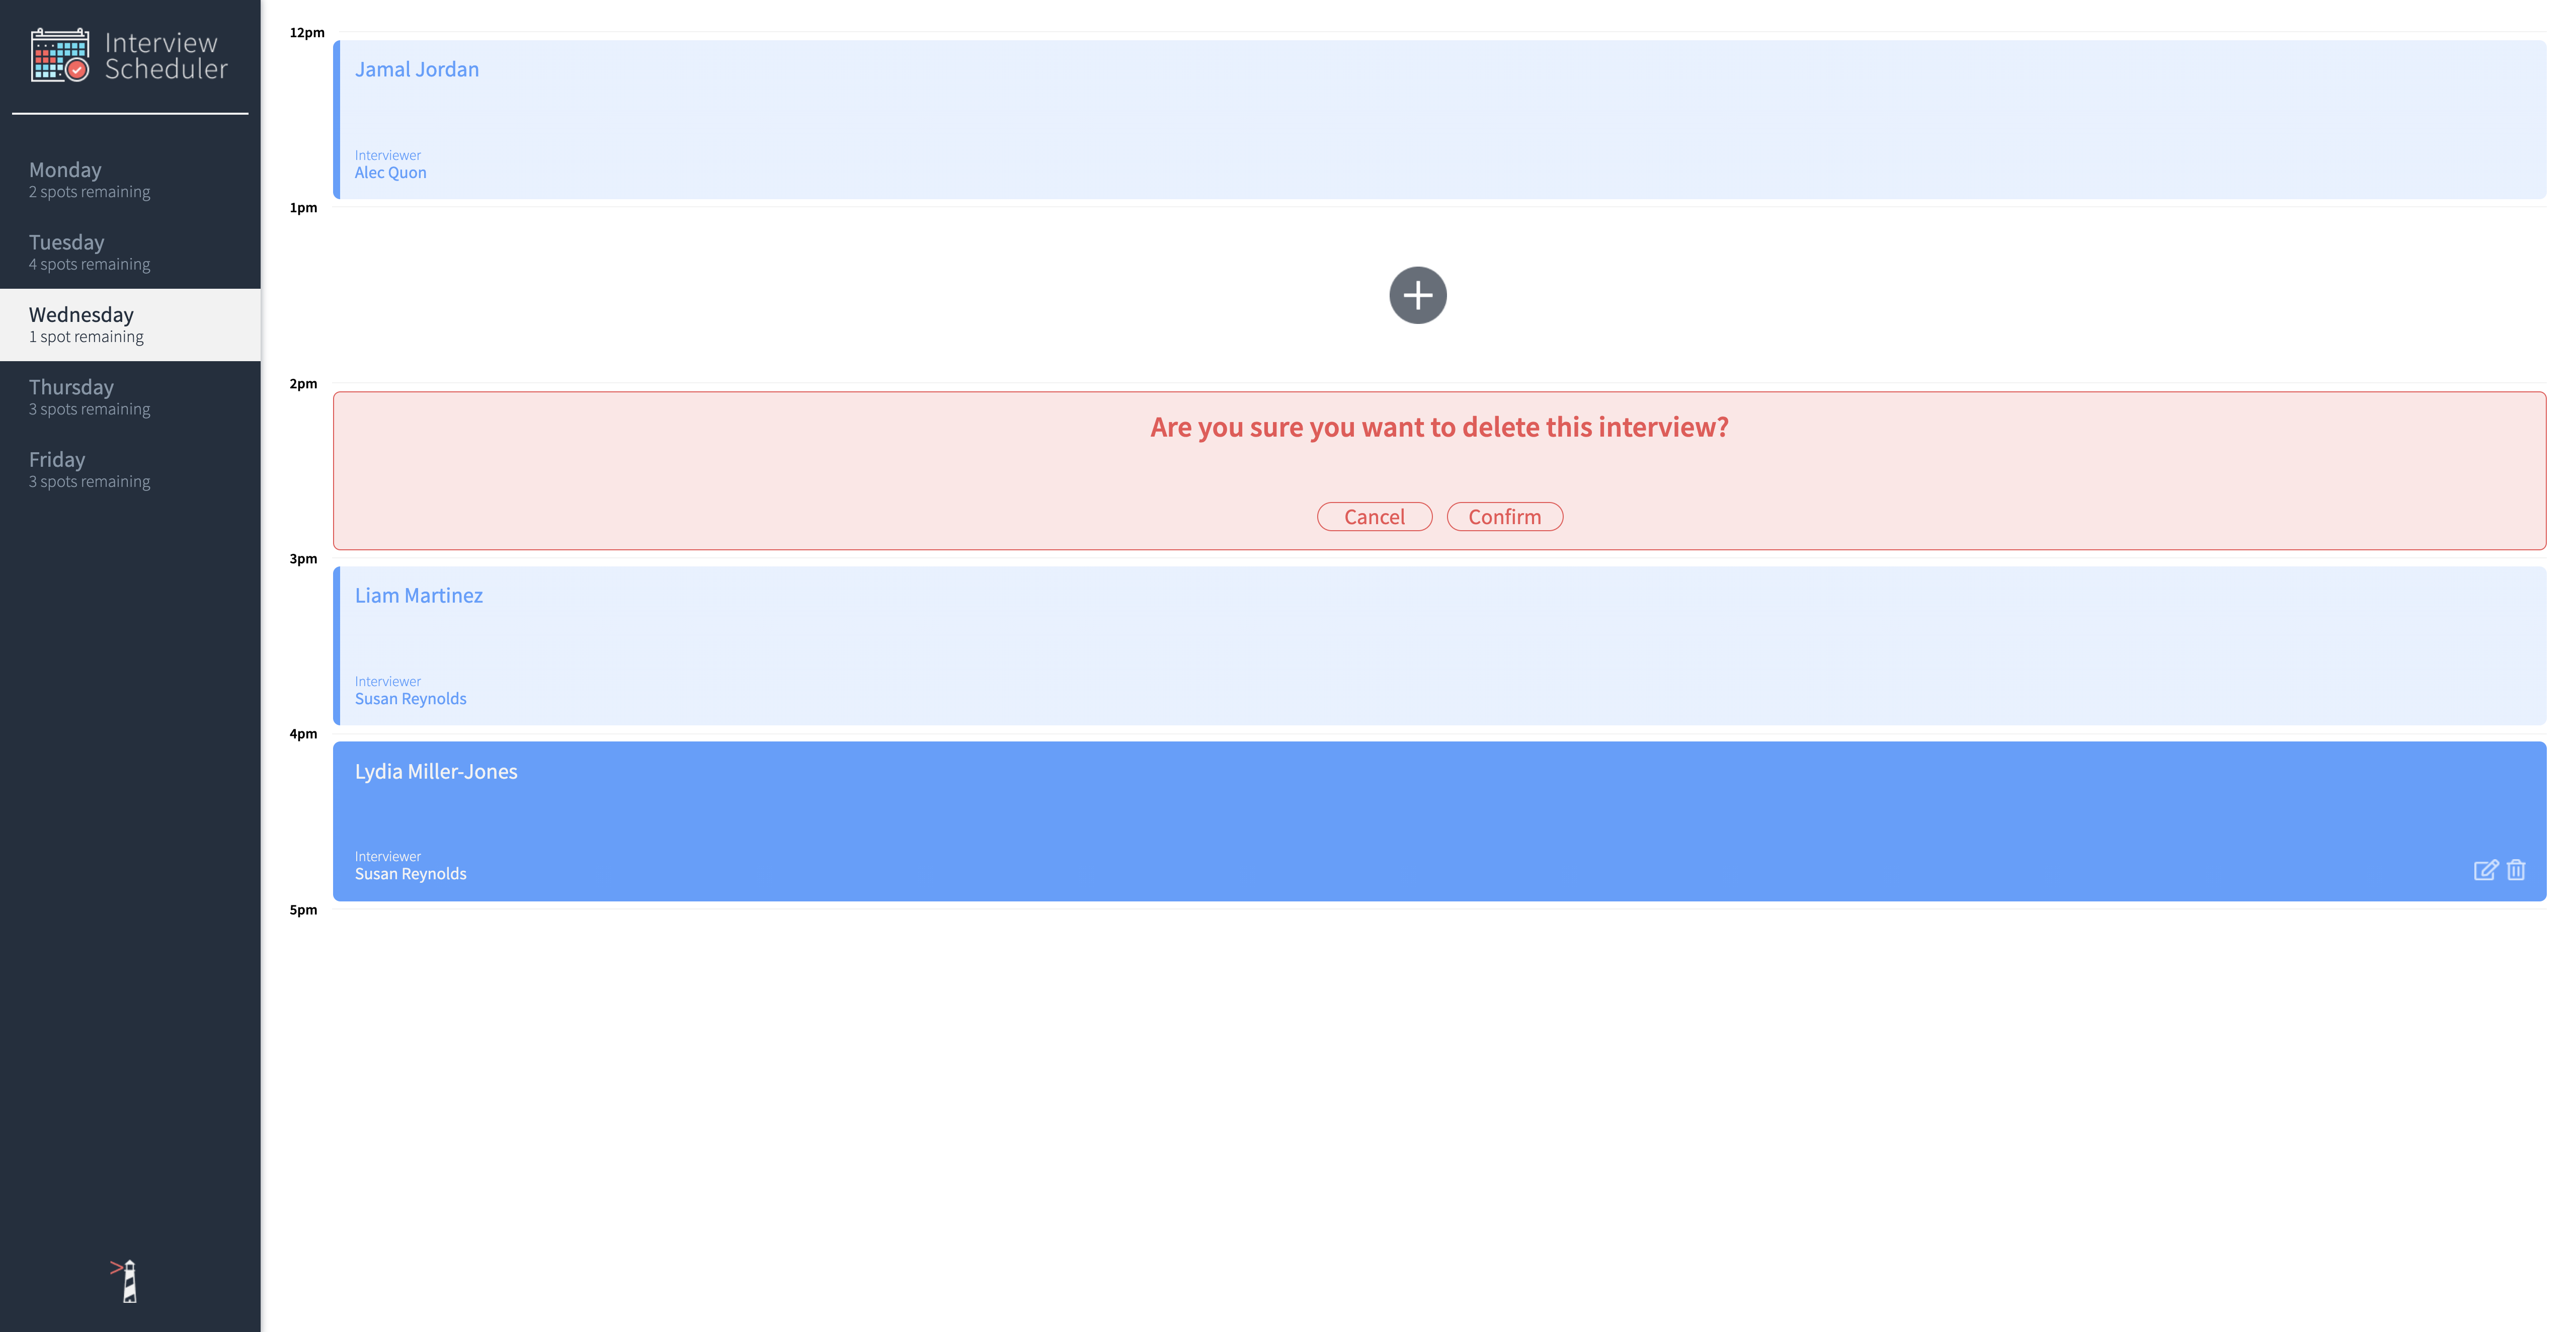 Interview
Scheduler
Monday
2 spots remaining
Tuesday
4 spots remaining
Wednesday
1 spot remaining
Thursday
3 spots remaining
Friday
3 spots remaining
12pm
Jamal Jordan
Interviewer
Alec Quon
1pm
2pm
Are you sure you want to delete this interview?
Cancel Confirm
3pm
Liam Martinez
Interviewer
Susan Reynolds
4pm
Lydia Miller-Jones
Interviewer
Susan Reynolds
5pm